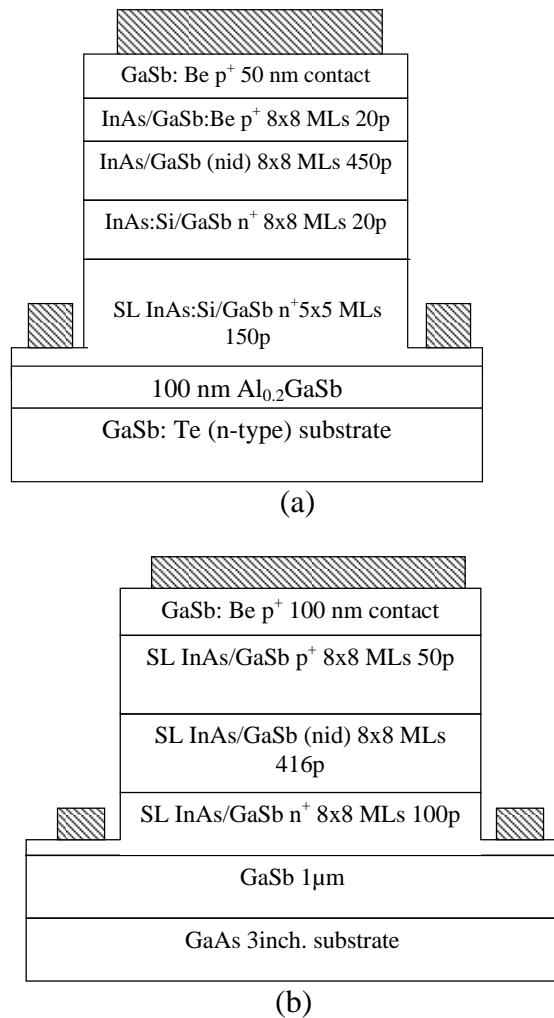 GaSb: Be p⁺ 50 nm contact
InAs/GaSb:Be p⁺ 8x8 MLs 20p
InAs/GaSb (nid) 8x8 MLs 450p
InAs:Si/GaSb n⁺ 8x8 MLs 20p
SL InAs:Si/GaSb n⁺5x5 MLs
150p
100 nm Al₀.₂GaSb
GaSb: Te (n-type) substrate
(a)
GaSb: Be p⁺ 100 nm contact
SL InAs/GaSb p⁺ 8x8 MLs 50p
SL InAs/GaSb (nid) 8x8 MLs
416p
SL InAs/GaSb n⁺ 8x8 MLs 100p
GaSb 1µm
GaAs 3inch. substrate
(b)